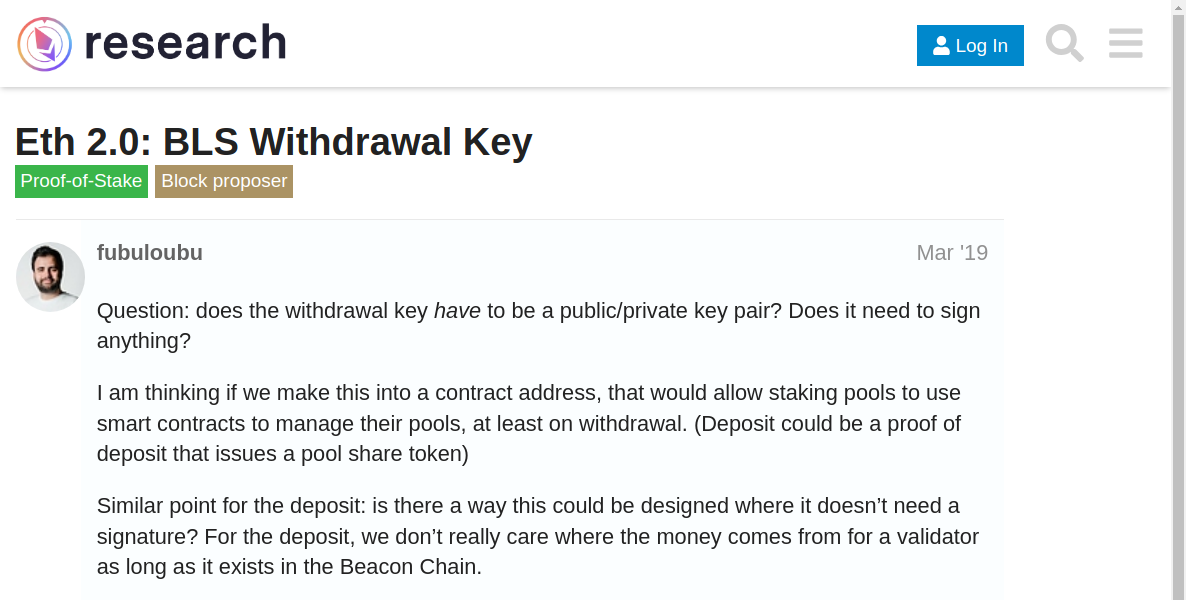 research
Log In
Eth 2.0: BLS Withdrawal Key
Proof-of-Stake Block proposer
fubuloubu Mar '19
Question: does the withdrawal key have to be a public/private key pair? Does it need to sign
anything?
I am thinking if we make this into a contract address, that would allow staking pools to use
smart contracts to manage their pools, at least on withdrawal. (Deposit could be a proof of
deposit that issues a pool share token)
Similar point for the deposit: is there a way this could be designed where it doesn’t need a
signature? For the deposit, we don’t really care where the money comes from for a validator
as long as it exists in the Beacon Chain.